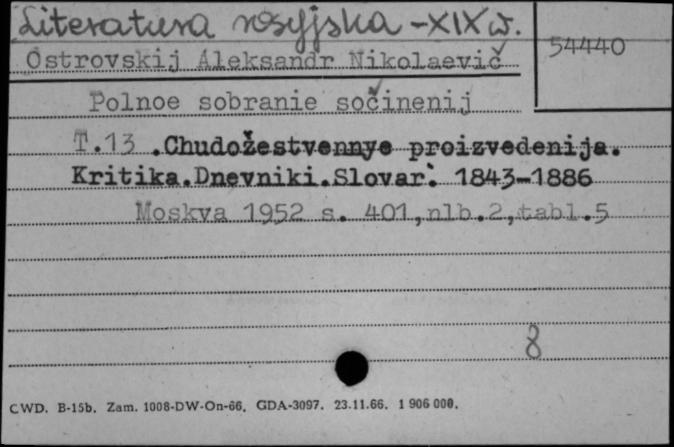 Literatura rosyjska - XIX w.
54440
Ostrovskij Aleksandr Nikolaevič
Polnoe sobranie sočinenij
T.13 .Chudožestvennye proizvedenija.
Kritika.Dnevniki.Slovar'. 1843-1886
Moskva 1952 s. 401,nlb.2,tabl.5
8
CWD. B-15b. Zam. 1008-DW-On-66. GDA-3097. 23.11.66. 1 906 000.